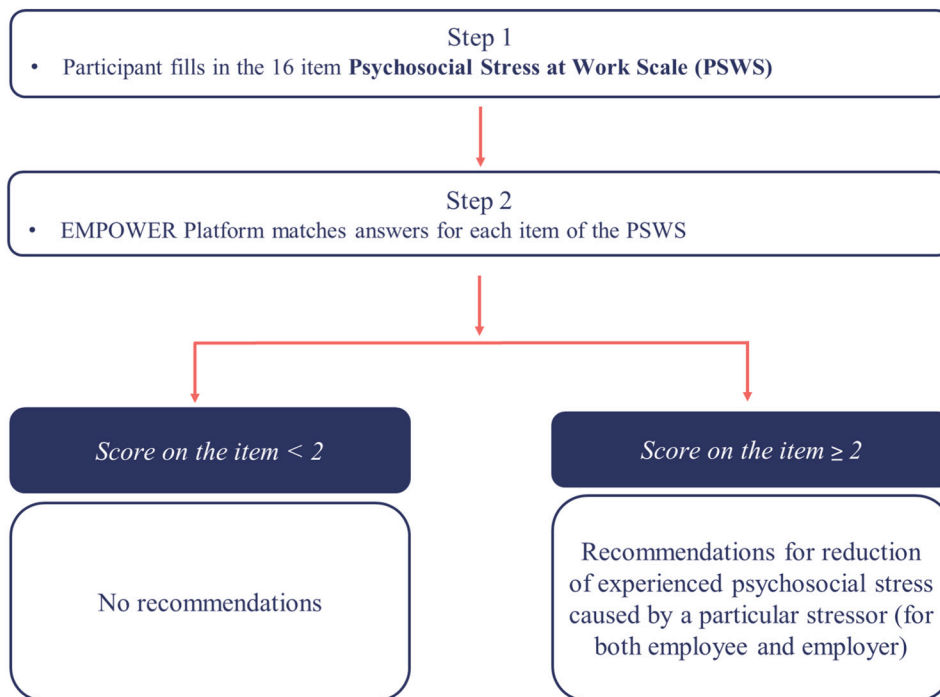 Step 1
• Participant fills in the 16 item Psychosocial Stress at Work Scale (PSWS)
Step 2
• EMPOWER Platform matches answers for each item of the PSWS
Score on the item < 2
Score on the item ≥ 2
No recommendations
Recommendations for reduction
of experienced psychosocial stress
caused by a particular stressor (for
both employee and employer)